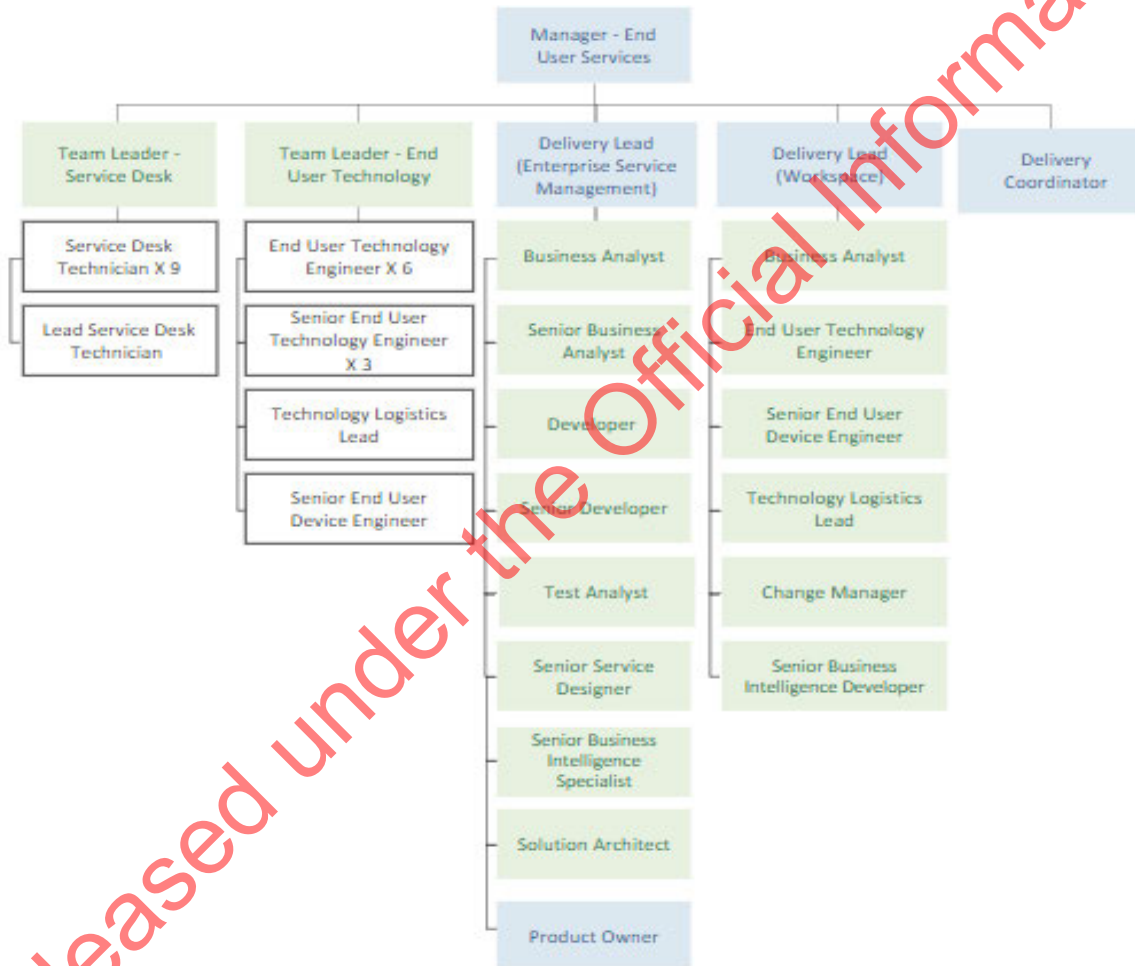 Manager - End
User Services
Team Leader -
Service Desk
Team Leader - End
User Technology
Delivery Lead
(Enterprise Service
Management)
Delivery Lead
(Workspace)
Delivery
Coordinator
Service Desk
Technician X 9
Lead Service Desk
Technician
End User Technology
Engineer X 6
Senior End User
Technology Engineer
X 3
Technology Logistics
Lead
Senior End User
Device Engineer
Business Analyst
Senior Business
Analyst
Developer
Senior Developer
Test Analyst
Senior Service
Designer
Senior Business
Intelligence
Specialist
Solution Architect
Product Owner
Business Analyst
End User Technology
Engineer
Senior End User
Device Engineer
Technology Logistics
Lead
Change Manager
Senior Business
Intelligence Developer
leased under the Official Informa